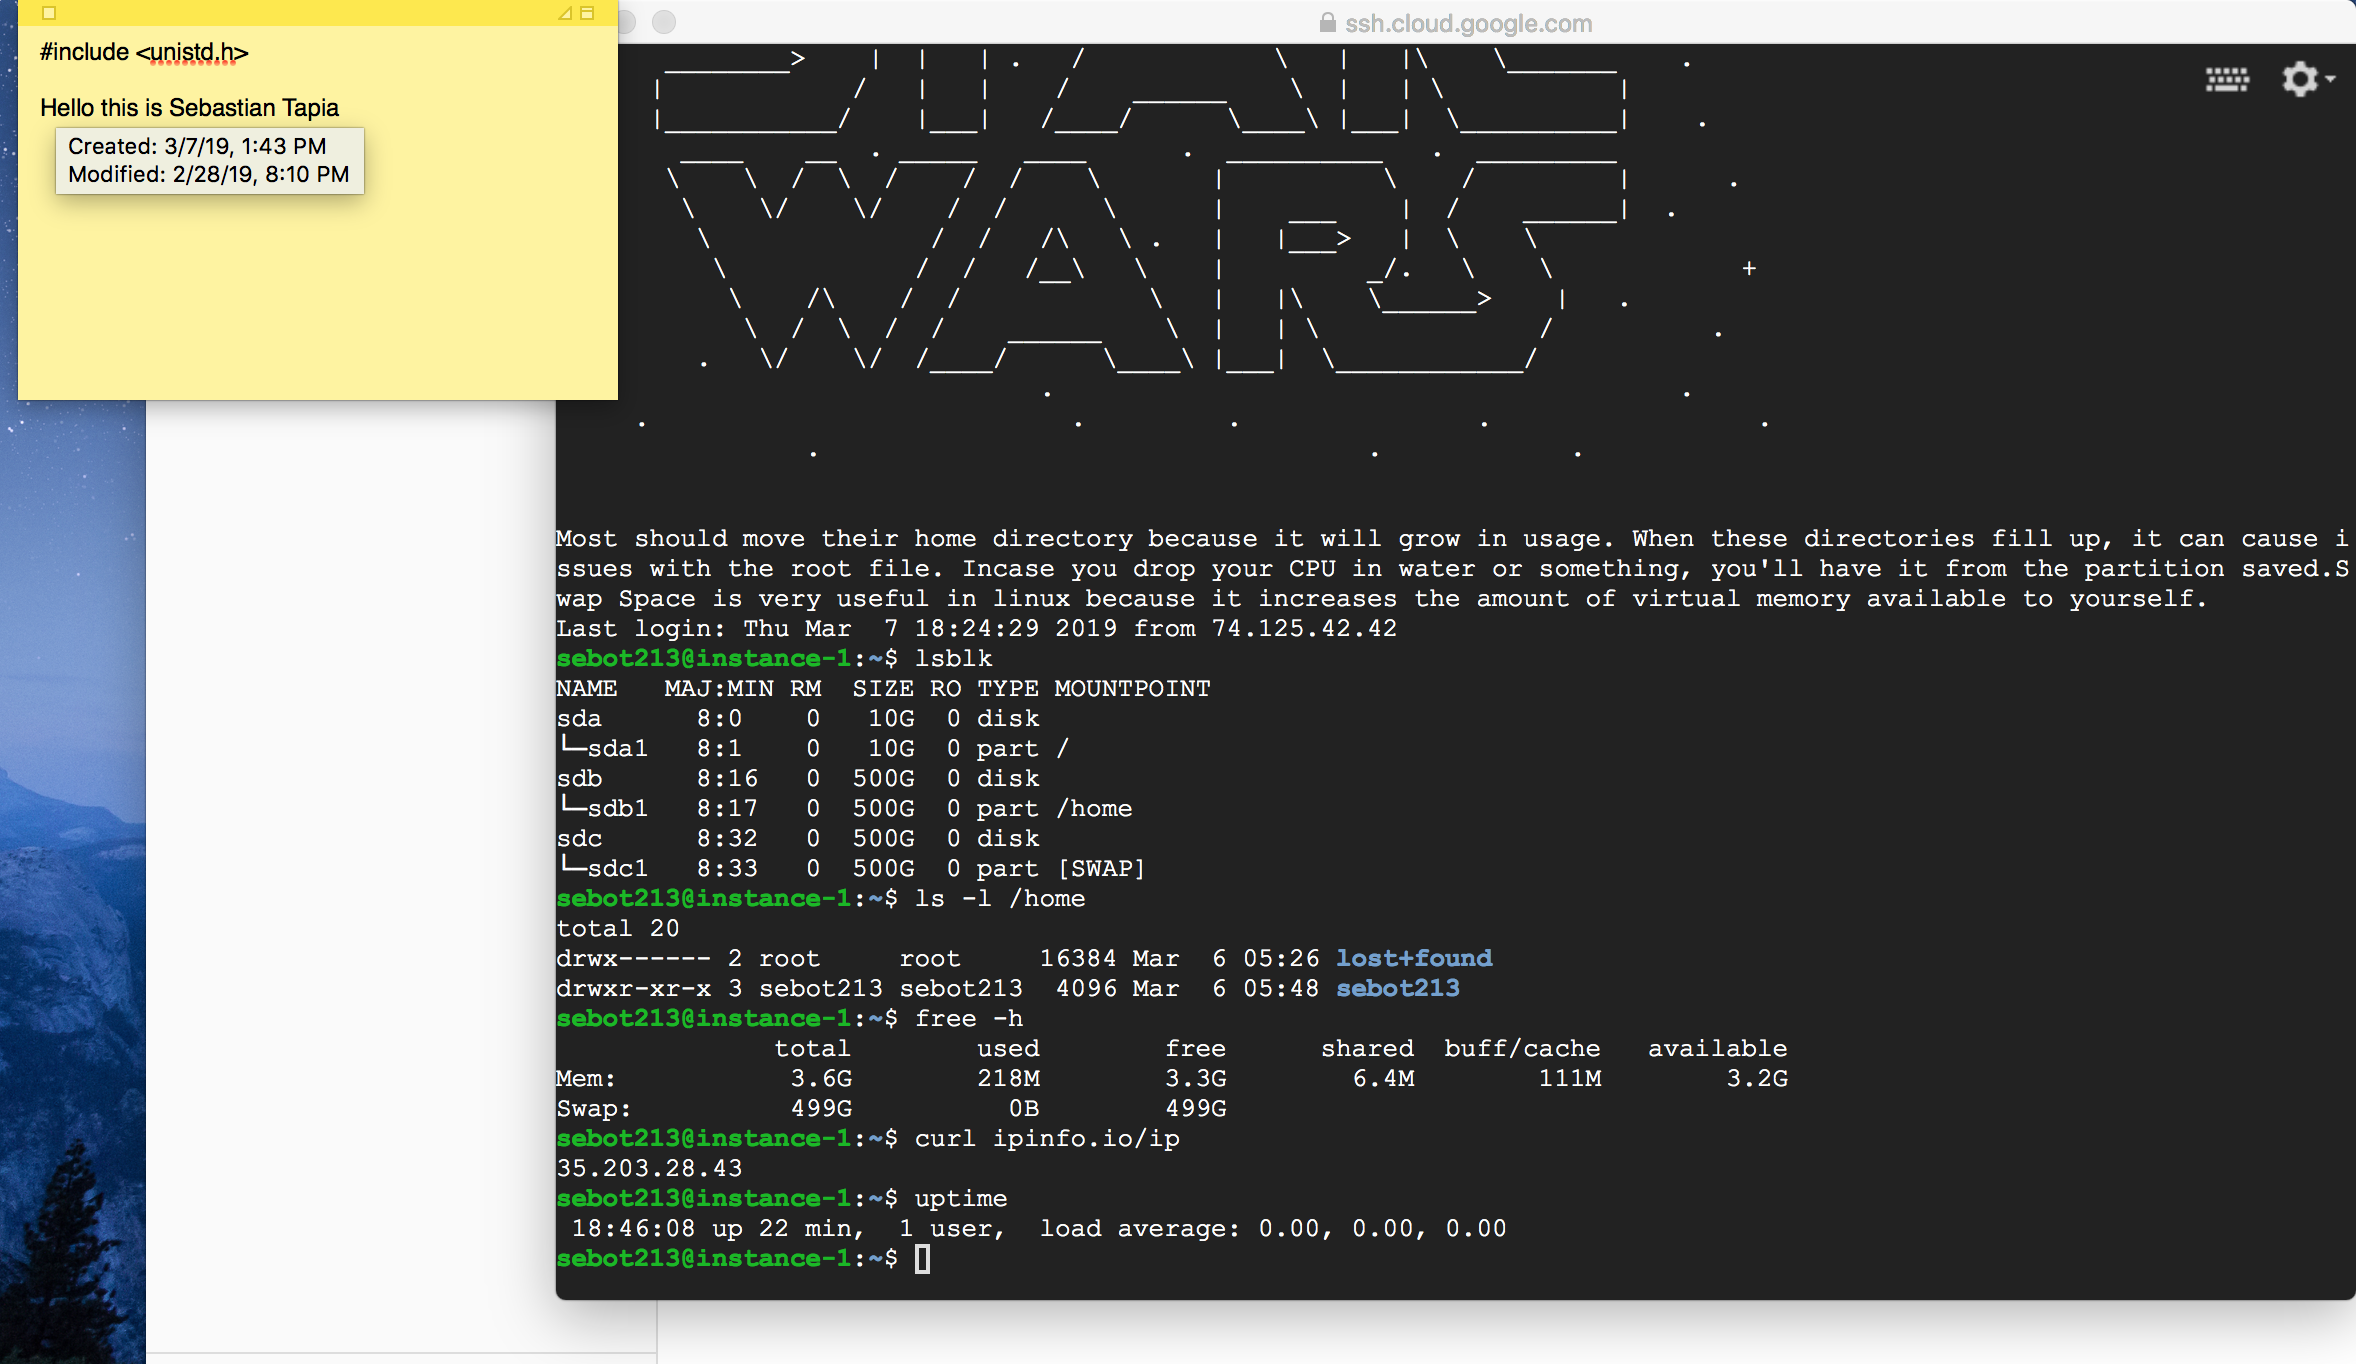 #include <unistd.h>
Hello this is Sebastian Tapia
Created: 3/7/19, 1:43 PM
Modified: 2/28/19, 8:10 PM
ssh.cloud.google.com
WARS
Most should move their home directory because it will grow in usage. When these directories fill up, it can cause i
ssues with the root file. Incase you drop your CPU in water or something, you'll have it from the partition saved.S
wap Space is very useful in linux because it increases the amount of virtual memory available to yourself.
Last login: Thu Mar  7 18:24:29 2019 from 74.125.42.42
sebot213@instance-1:~$ lsblk
NAME   MAJ:MIN RM  SIZE RO TYPE MOUNTPOINT
sda      8:0    0   10G  0 disk
└─sda1   8:1    0   10G  0 part /
sdb      8:16   0  500G  0 disk
└─sdb1   8:17   0  500G  0 part /home
sdc      8:32   0  500G  0 disk
└─sdc1   8:33   0  500G  0 part [SWAP]
sebot213@instance-1:~$ ls -l /home
total 20
drwx------ 2 root     root     16384 Mar  6 05:26 lost+found
drwxr-xr-x 3 sebot213 sebot213  4096 Mar  6 05:48 sebot213
sebot213@instance-1:~$ free -h
              total        used        free      shared  buff/cache   available
Mem:           3.6G        218M        3.3G        6.4M        111M        3.2G
Swap:          499G          0B        499G
sebot213@instance-1:~$ curl ipinfo.io/ip
35.203.28.43
sebot213@instance-1:~$ uptime
 18:46:08 up 22 min,  1 user,  load average: 0.00, 0.00, 0.00
sebot213@instance-1:~$